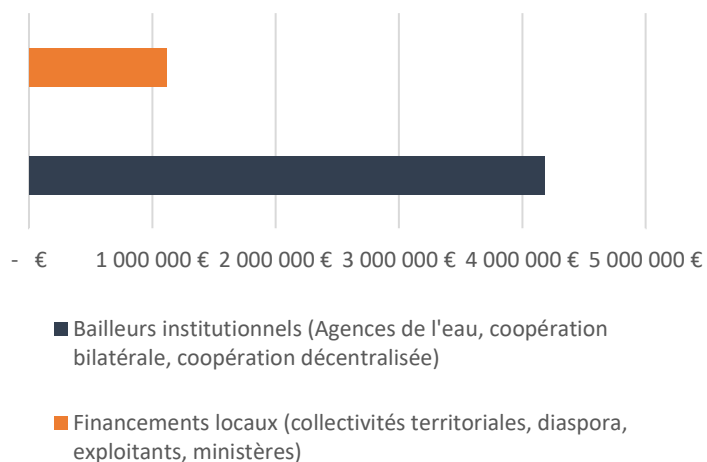 - € 1 000 000 € 2 000 000 € 3 000 000 € 4 000 000 € 5 000 000 €
Bailleurs institutionnels (Agences de l'eau, coopération
bilatérale, coopération décentralisée)
Financements locaux (collectivités territoriales, diaspora,
exploitants, ministères)